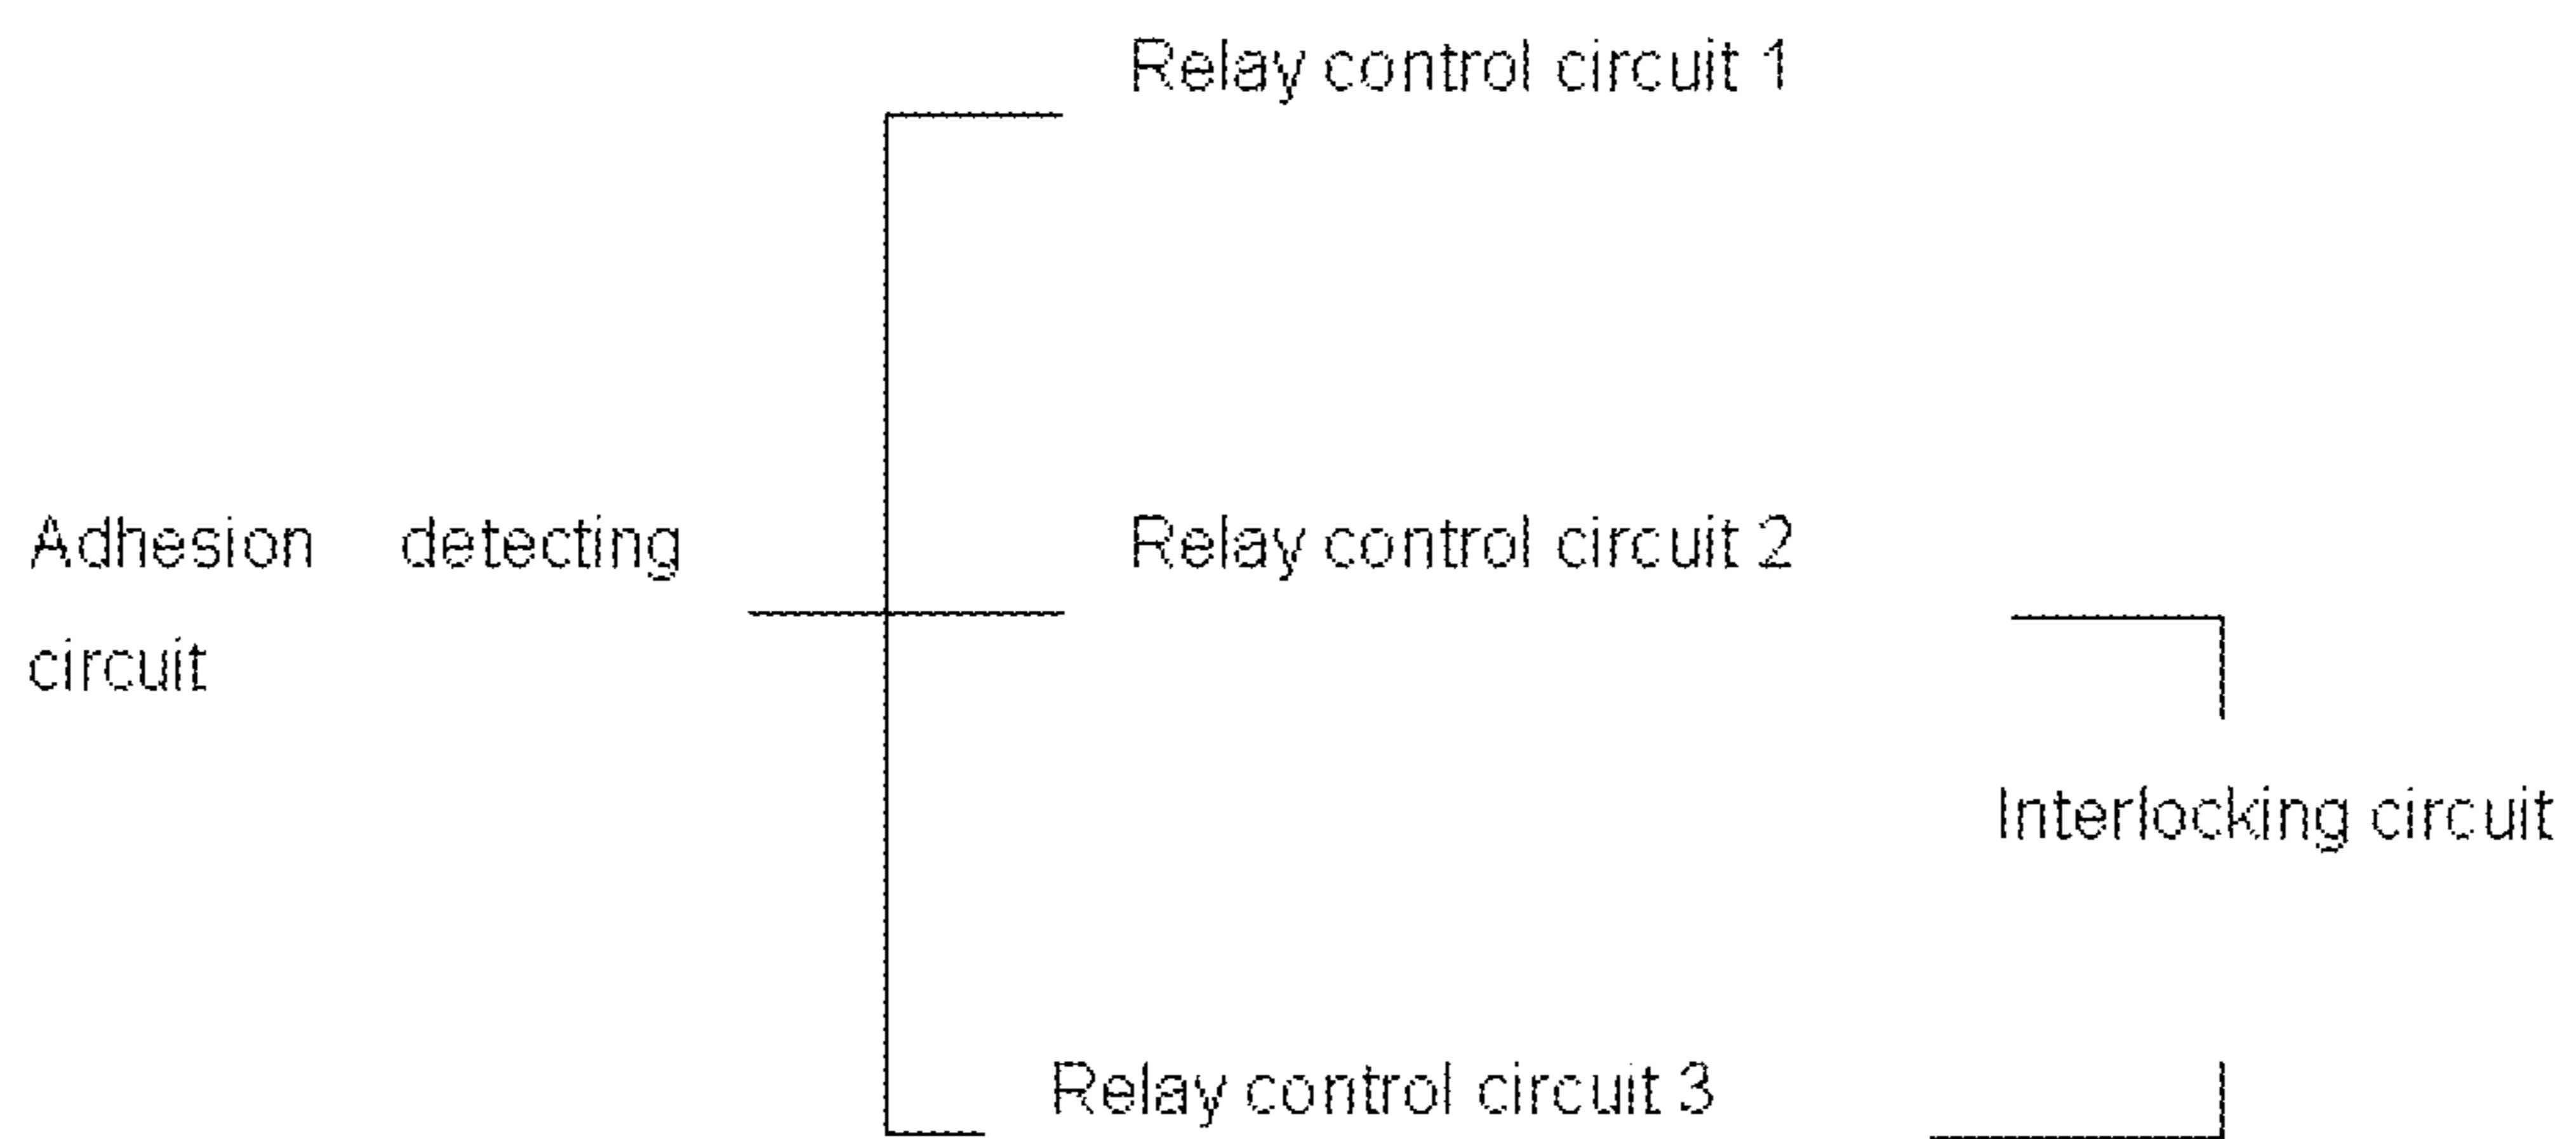 Relay control circuit 1
Adhesion detecting
circuit
Relay control circuit 2
Interlocking circuit
Relay control circuit 3